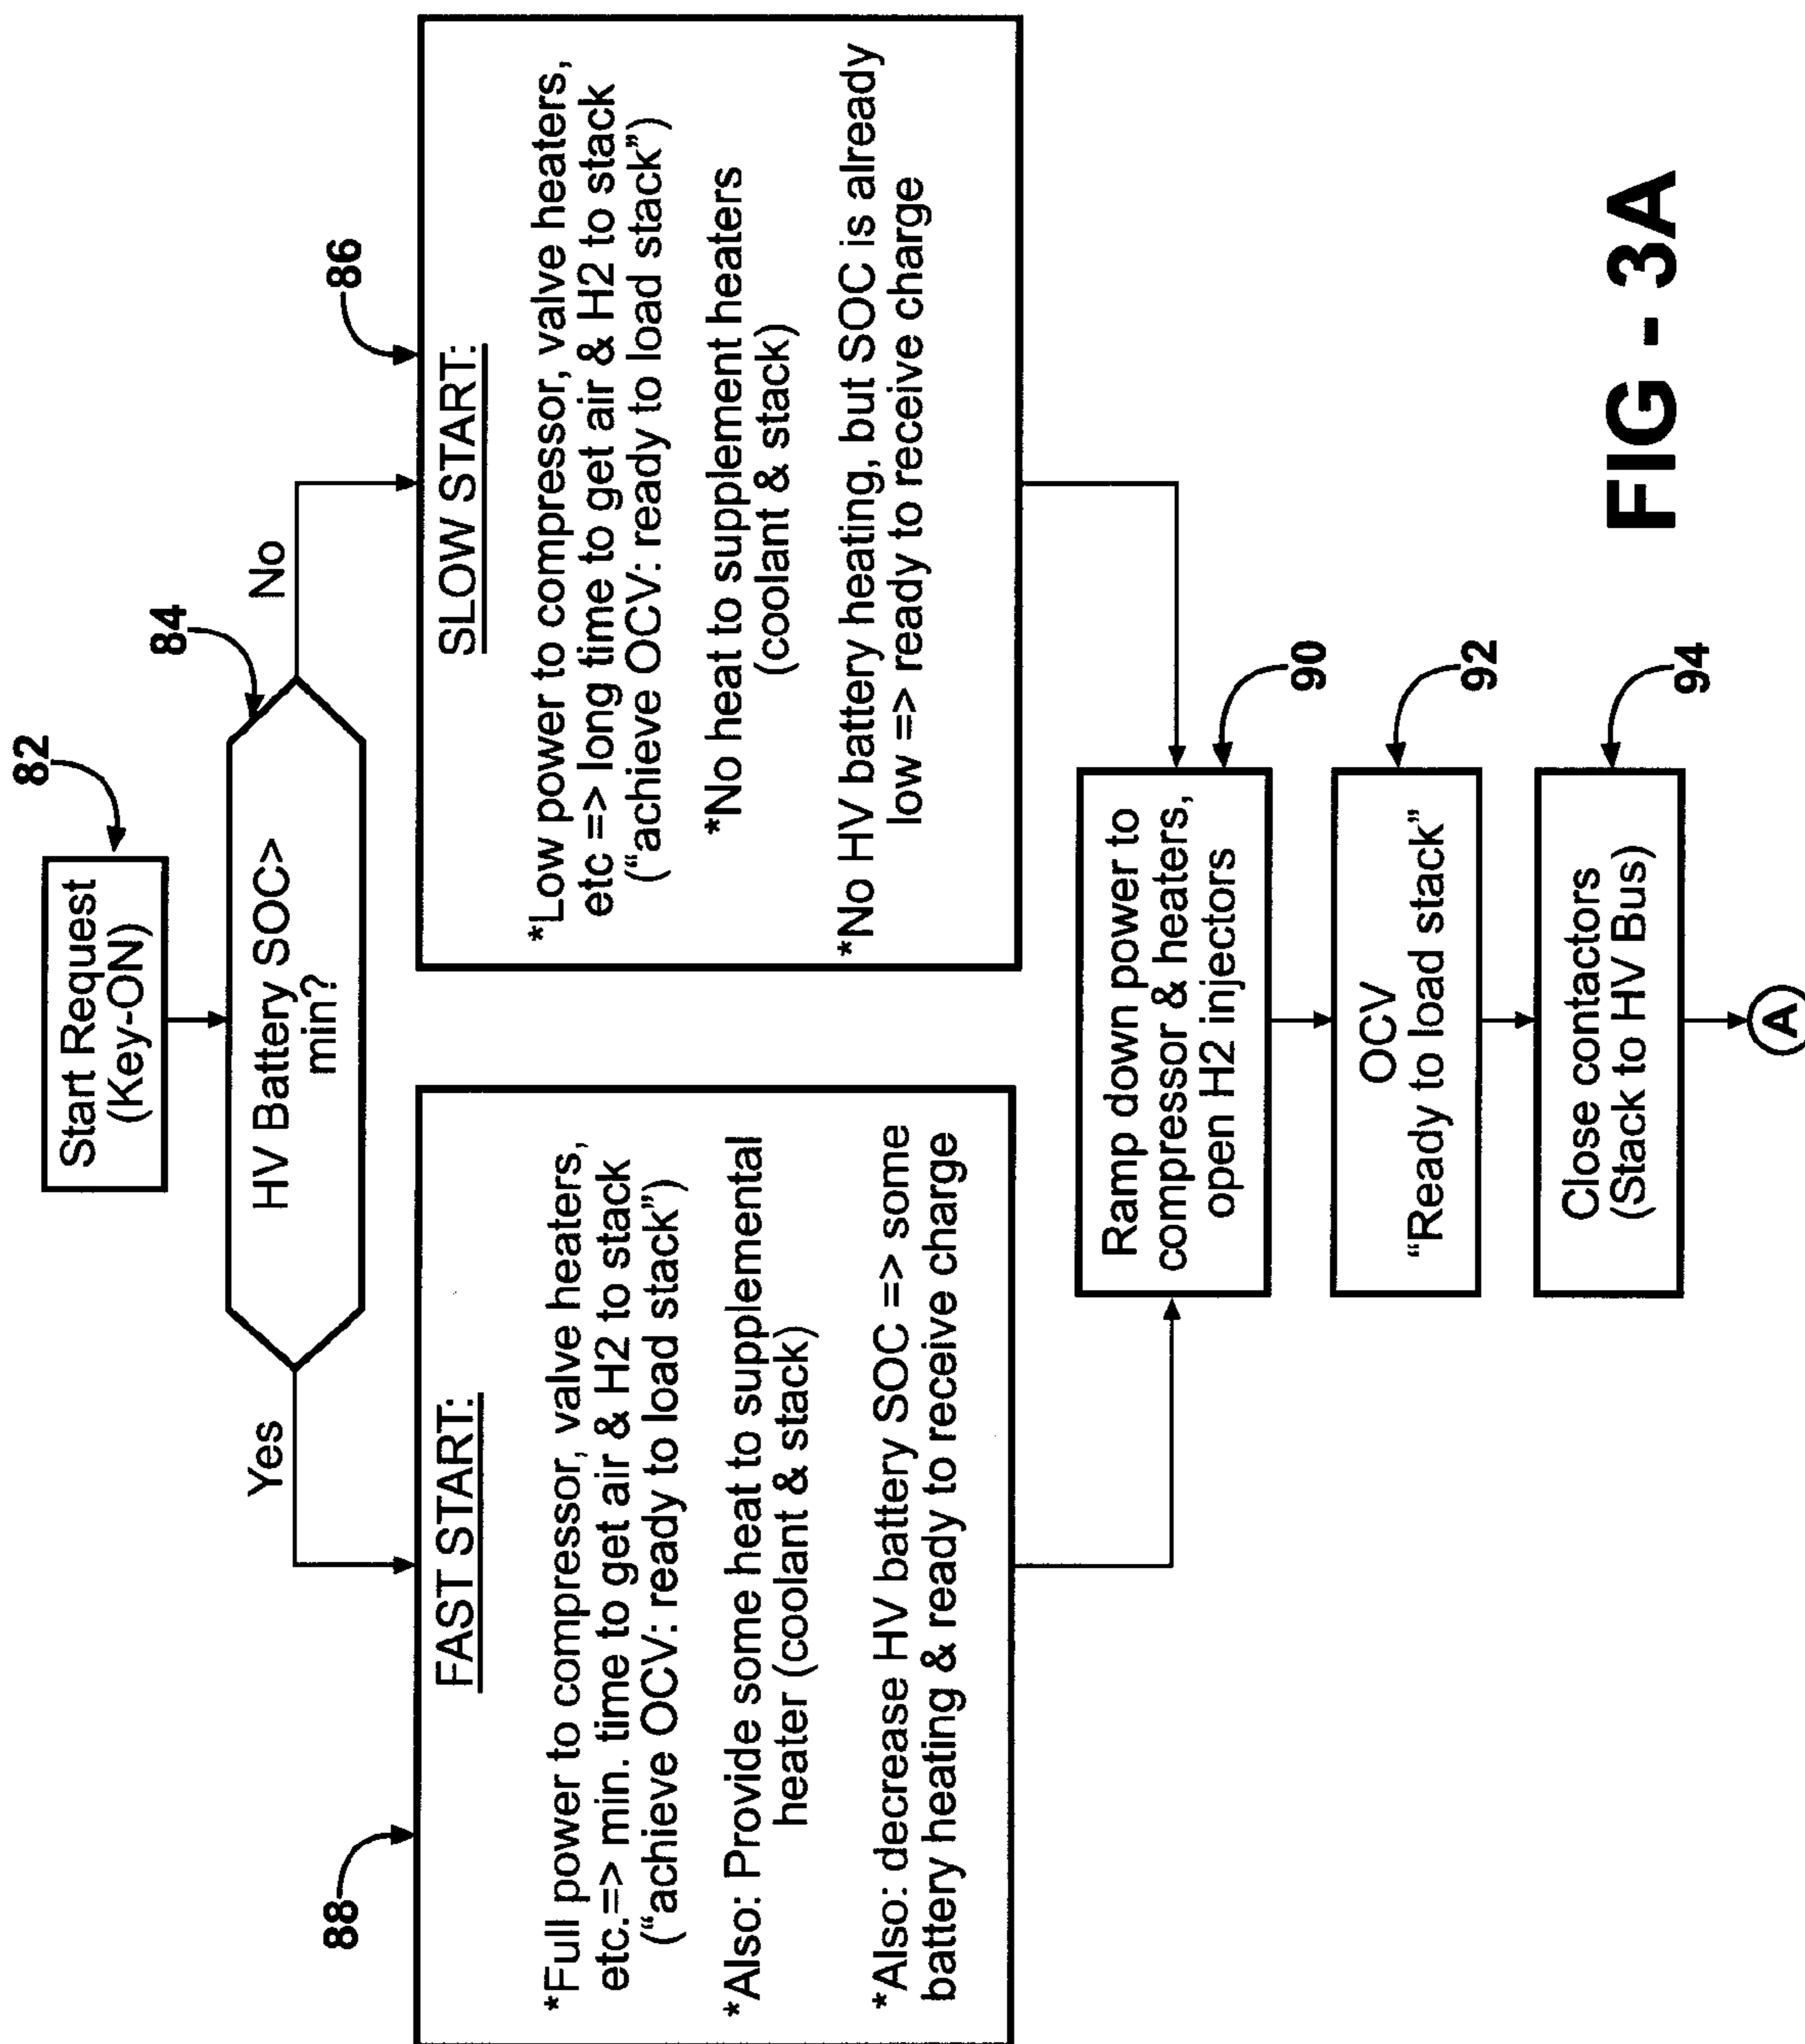 82
Start Request
(Key-ON)
84
HV Battery SOC>
min?
Yes
No
88
FAST START:
*Full power to compressor, valve heaters,
etc.=> min. time to get air & H2 to stack
("achieve OCV: ready to load stack")
*Also: Provide some heat to supplemental
heater (coolant & stack)
*Also: decrease HV battery SOC => some
battery heating & ready to receive charge
86
SLOW START:
*Low power to compressor, valve heaters,
etc => long time to get air & H2 to stack
("achieve OCV: ready to load stack")
*No heat to supplement heaters
(coolant & stack)
*No HV battery heating, but SOC is already
low => ready to receive charge
Ramp down power to
compressor & heaters,
open H2 injectors
90
OCV
"Ready to load stack"
92
Close contactors
(Stack to HV Bus)
94
A
FIG - 3A